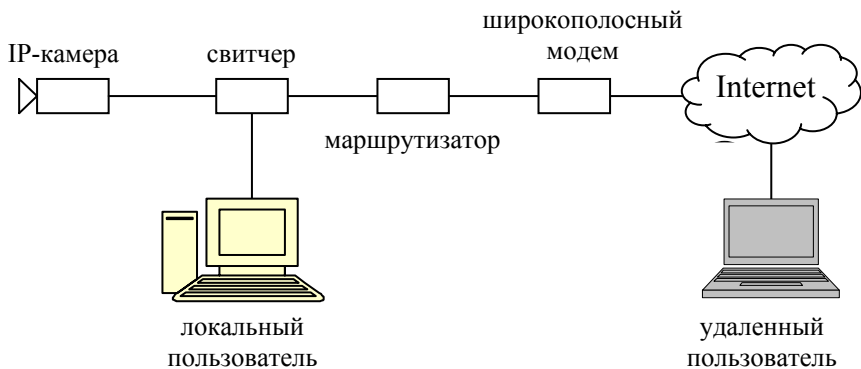 широкополосный
модем
IP-камера
свитчер
Internet
маршрутизатор
локальный
пользователь
удаленный
пользователь